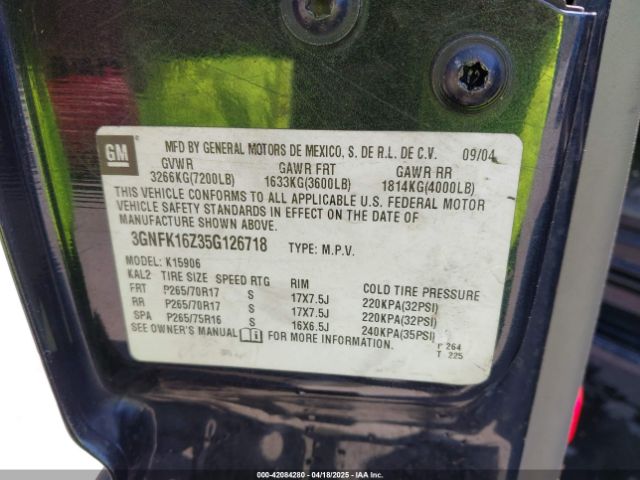 GM
MFD BY GENERAL MOTORS DE MEXICO, S. DE R.L. DE C.V. 09/04
GVWR GAWR FRT GAWR RR
3266KG(7200LB) 1633KG(3600LB) 1814KG(4000LB)
THIS VEHICLE CONFORMS TO ALL APPLICABLE U.S. FEDERAL MOTOR
VEHICLE SAFETY STANDARDS IN EFFECT ON THE DATE OF
MANUFACTURE SHOWN ABOVE.
3GNFK16Z35G126718 TYPE: M.P.V.
MODEL: K15906
KAL2 TIRE SIZE SPEED RTG RIM COLD TIRE PRESSURE
FRT P265/70R17 S 17X7.5J 220KPA(32PSI)
RR P265/70R17 S 17X7.5J 220KPA(32PSI)
SPA P265/75R16 S 16X6.5J 240KPA(35PSI)
SEE OWNER'S MANUAL FOR MORE INFORMATION.
F 264
T 225
000-42084280 - 04/18/2025 - IAAI.COM